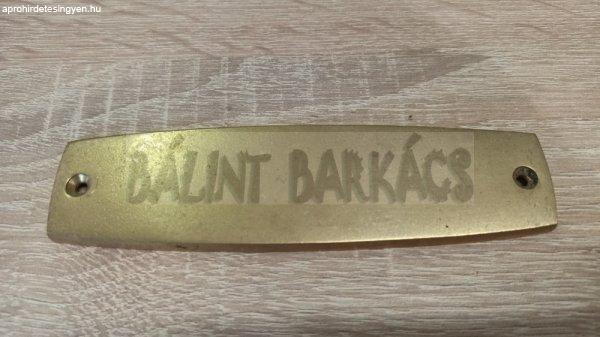 aprohirdetesingyen.hu
BÁLINT BARKÁCS